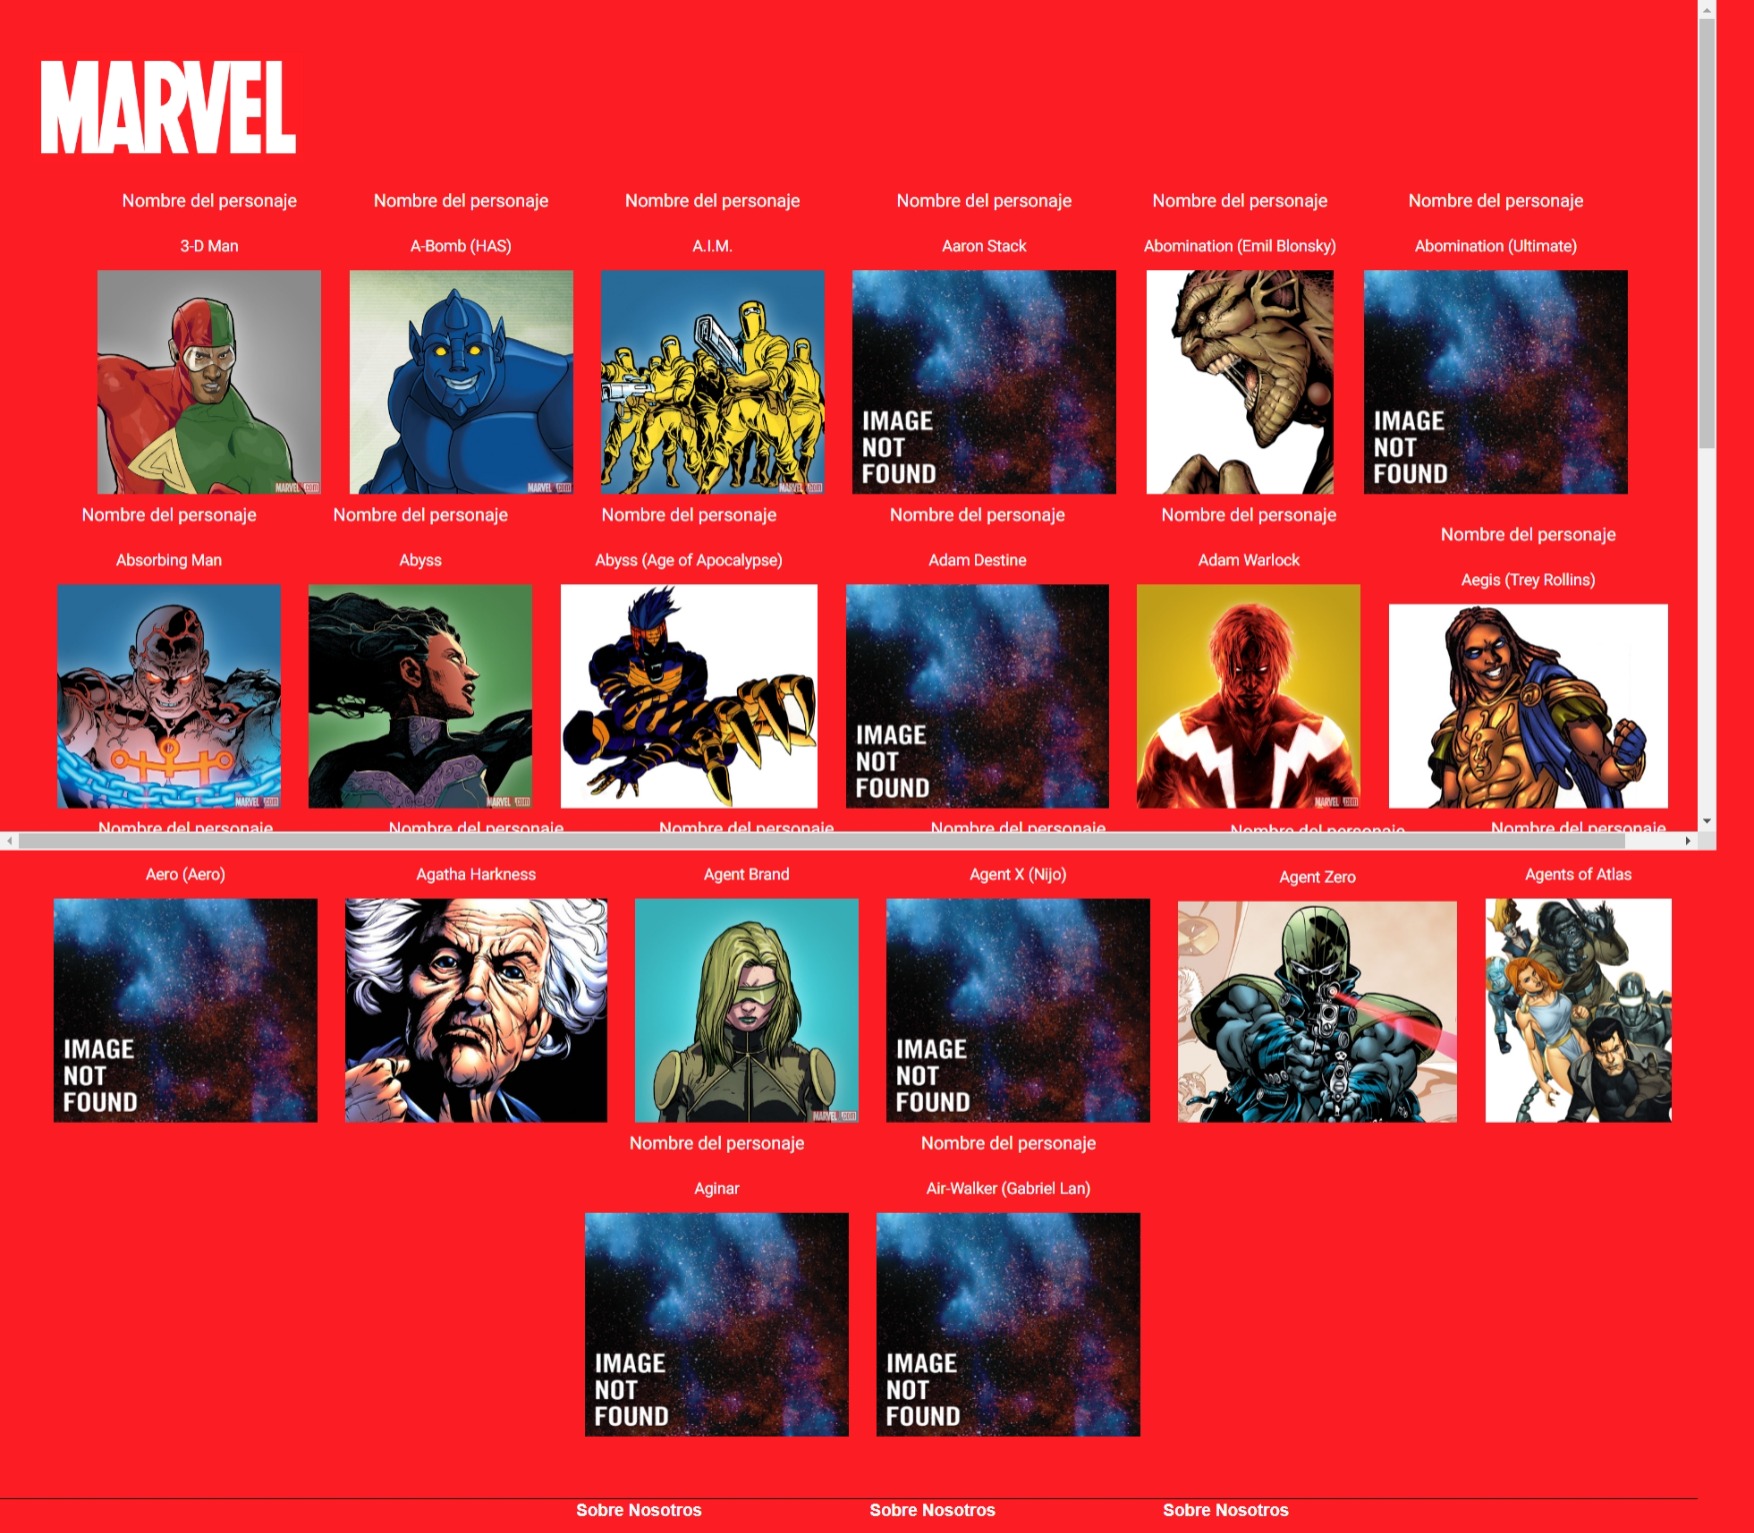 MARVEL
Nombre del personaje Nombre del personaje Nombre del personaje Nombre del personaje Nombre del personaje Nombre del personaje
3-D Man A-Bomb (HAS) A.I.M. Aaron Stack Abomination (Emil Blonsky) Abomination (Ultimate)
IMAGE
NOT
FOUND
IMAGE
NOT
FOUND
MARVEL .com
MARVEL .com
MARVEL .com
Nombre del personaje Nombre del personaje Nombre del personaje Nombre del personaje Nombre del personaje
Nombre del personaje
Absorbing Man Abyss Abyss (Age of Apocalypse) Adam Destine Adam Warlock
Aegis (Trey Rollins)
IMAGE
NOT
FOUND
MARVEL .com
MARVEL .com
MARVEL .com
Nombre del personaje Nombre del personaje Nombre del personaje Nombre del personaje Nombre del personaje Nombre del personaje
Aero (Aero) Agatha Harkness Agent Brand Agent X (Nijo) Agent Zero Agents of Atlas
IMAGE
NOT
FOUND
IMAGE
NOT
FOUND
MARVEL .com
Nombre del personaje Nombre del personaje
Aginar Air-Walker (Gabriel Lan)
IMAGE
NOT
FOUND
IMAGE
NOT
FOUND
Sobre Nosotros Sobre Nosotros Sobre Nosotros